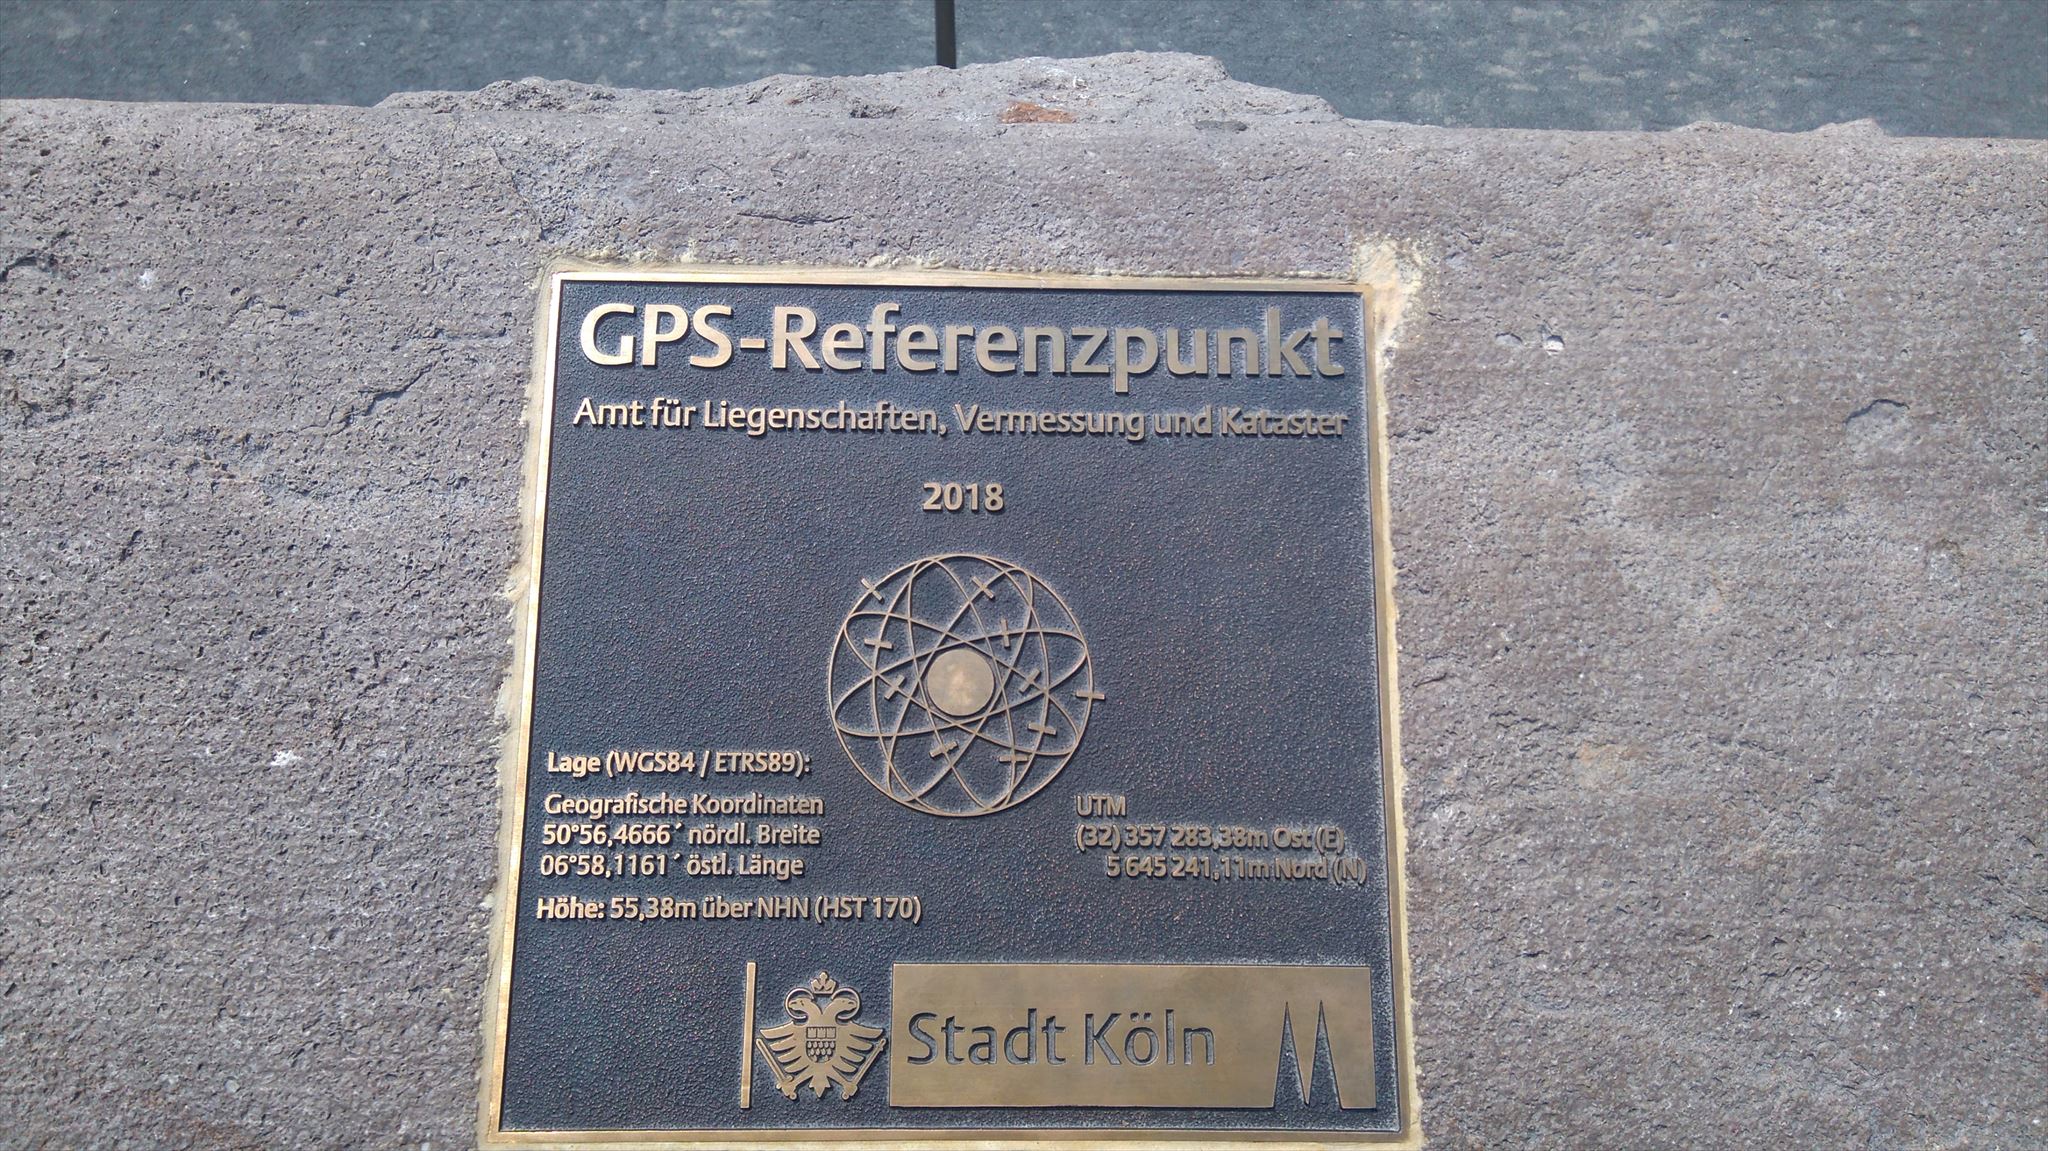 GPS-Referenzpunkt
Amt für Liegenschaften, Vermessung und Kataster
2018
Lage (WGS84 / ETRS89):
Geografische Koordinaten
50°56,4666´ nördl. Breite
06°58,1161´ östl. Länge
Höhe: 55,38m über NHN (HST 170)
UTM
(32) 357 283,38m Ost (E)
5 645 241,11m Nord (N)
Stadt Köln